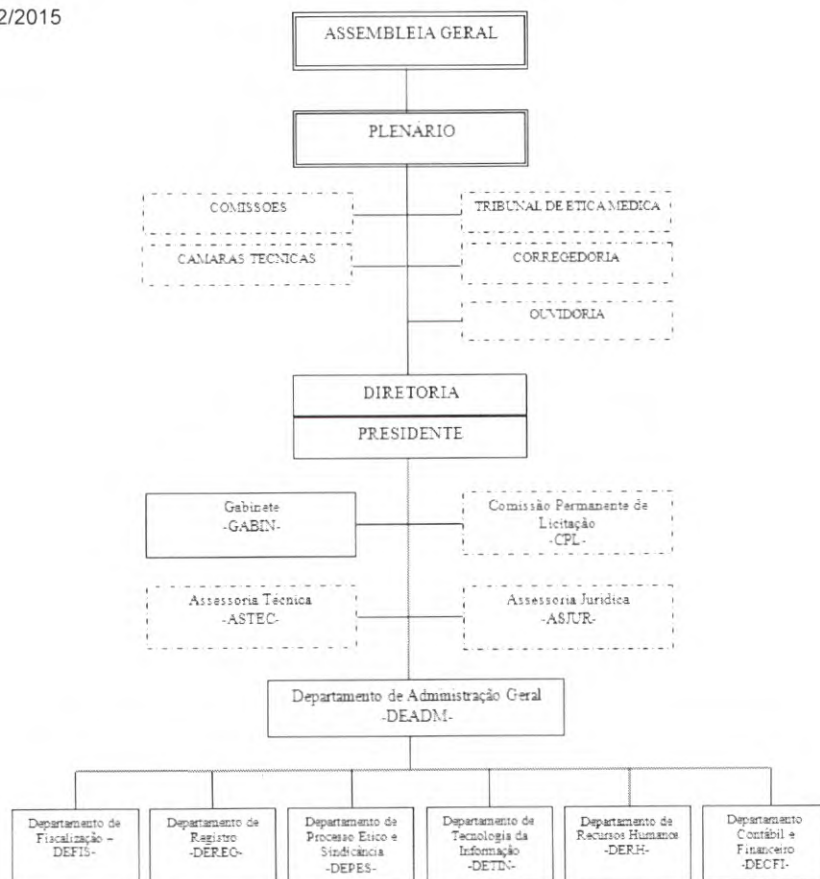 2/2015
ASSEMBLEIA GERAL
PLENÁRIO
COMISSOES
TRIBUNAL DE ETICA MEDICA
CAMARAS TECNICAS
CORREGEDORIA
OUVIDORIA
DIRETORIA
PRESIDENTE
Gabinete
-GABIN-
Comissão Permanente de
Licitação
-CPL-
Assessoria Técnica
-ASTEC-
Assessoria Jurídica
-ASJUR-
Departamento de Administração Geral
-DEADM-
Departamento de
Fiscalização –
-DEFIS-
Departamento de
Registro
-DEREG-
Departamento de
Processo Etico e
Sindicância
-DEPES-
Departamento de
Tecnologia da
Informação
-DETIN-
Departamento de
Recursos Humanos
-DERH-
Departamento
Contábil e
Financeiro
-DECFI-